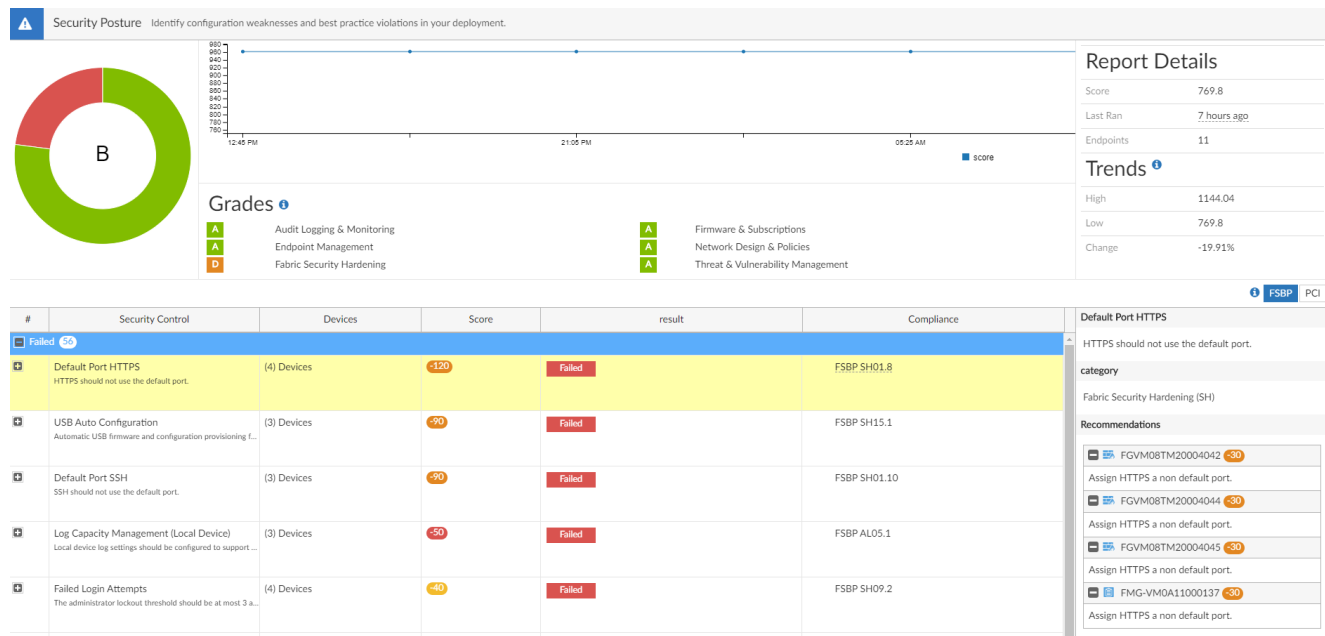 Security Posture Identify configuration weaknesses and best practice violations in your deployment.
B
980
960
940
920
900
880
860
840
820
800
780
760
12:45 PM 21:05 PM 05:25 AM
score
Grades
A Audit Logging & Monitoring
A Endpoint Management
D Fabric Security Hardening
A Firmware & Subscriptions
A Network Design & Policies
A Threat & Vulnerability Management
Report Details
Score 769.8
Last Ran 7 hours ago
Endpoints 11
Trends
High 1144.04
Low 769.8
Change -19.91%
FSBP PCI
# Security Control Devices Score result Compliance
Failed 56
Default Port HTTPS (4) Devices -120 Failed FSBP SH01.8
HTTPS should not use the default port.
USB Auto Configuration (3) Devices -90 Failed FSBP SH15.1
Automatic USB firmware and configuration provisioning f...
Default Port SSH (3) Devices -90 Failed FSBP SH01.10
SSH should not use the default port.
Log Capacity Management (Local Device) (3) Devices -50 Failed FSBP AL05.1
Local device log settings should be configured to support ...
Failed Login Attempts (4) Devices -40 Failed FSBP SH09.2
The administrator lockout threshold should be at most 3 a...
Default Port HTTPS
HTTPS should not use the default port.
category
Fabric Security Hardening (SH)
Recommendations
FGVM08TM20004042 -30
Assign HTTPS a non default port.
FGVM08TM20004044 -30
Assign HTTPS a non default port.
FGVM08TM20004045 -30
Assign HTTPS a non default port.
FMG-VM0A11000137 -30
Assign HTTPS a non default port.